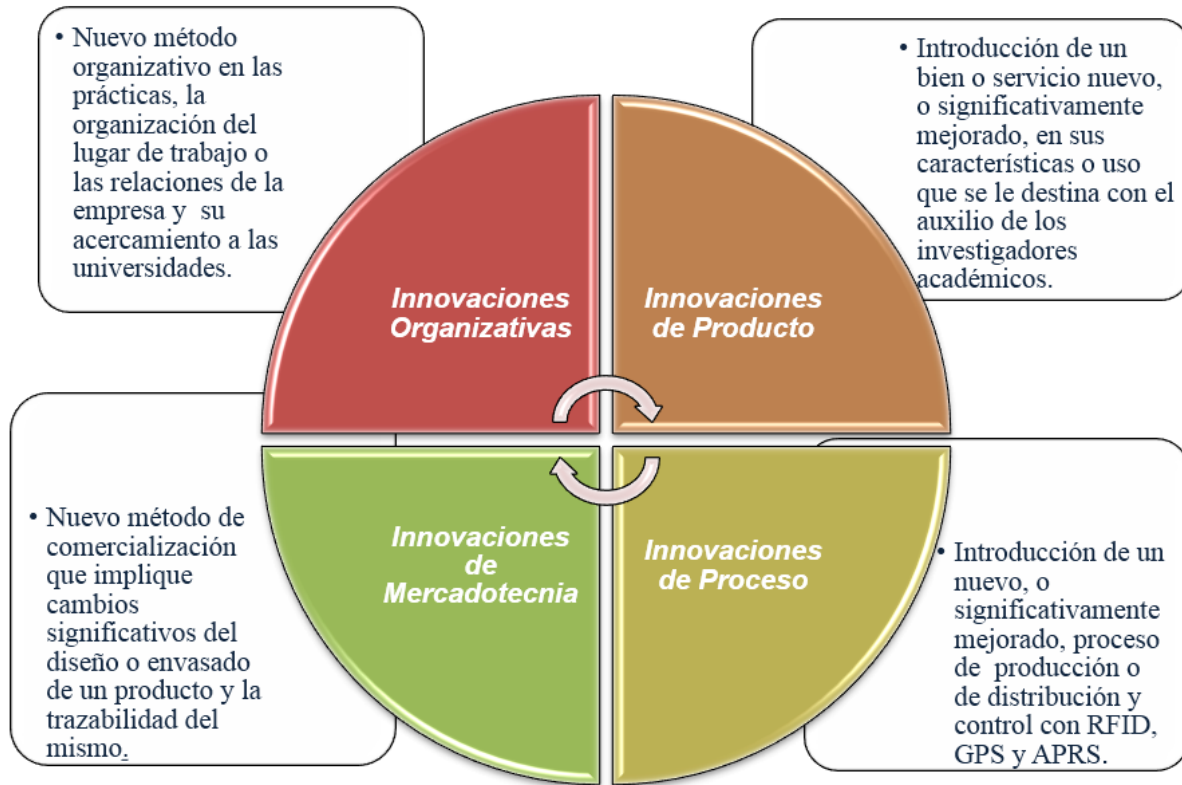 • Nuevo método
organizativo en las
prácticas, la
organización del
lugar de trabajo o
las relaciones de la
empresa y  su
acercamiento a las
universidades.
• Introducción de un
bien o servicio nuevo,
o significativamente
mejorado, en sus
características o uso
que se le destina con el
auxilio de los
investigadores
académicos.
Innovaciones
Organizativas
Innovaciones
de Producto
Innovaciones
de
Mercadotecnia
Innovaciones
de Proceso
• Nuevo método de
comercialización
que implique
cambios
significativos del
diseño o envasado
de un producto y la
trazabilidad del
mismo.
• Introducción de un
nuevo, o
significativamente
mejorado, proceso
de  producción o
de distribución y
control con RFID,
GPS y APRS.